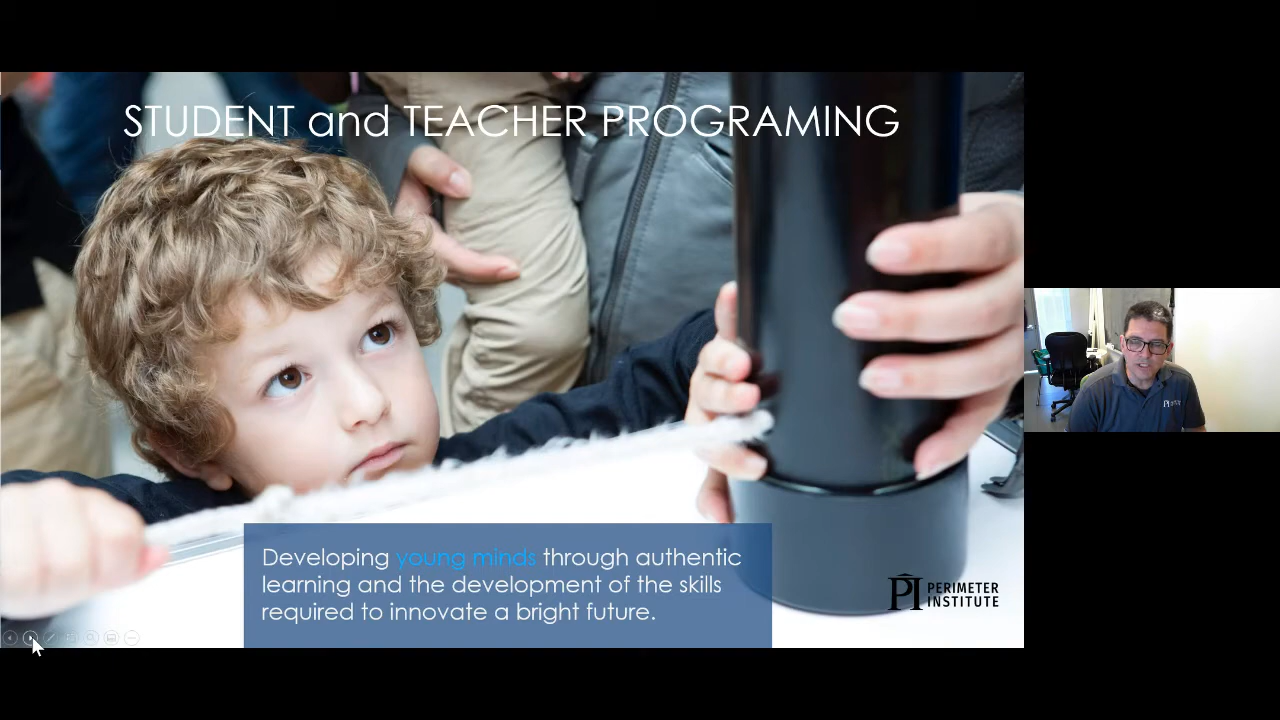 STUDENT and TEACHER PROGRAMING
Developing young minds through authentic
learning and the development of the skills
required to innovate a bright future.
PI PERIMETER
INSTITUTE
PI